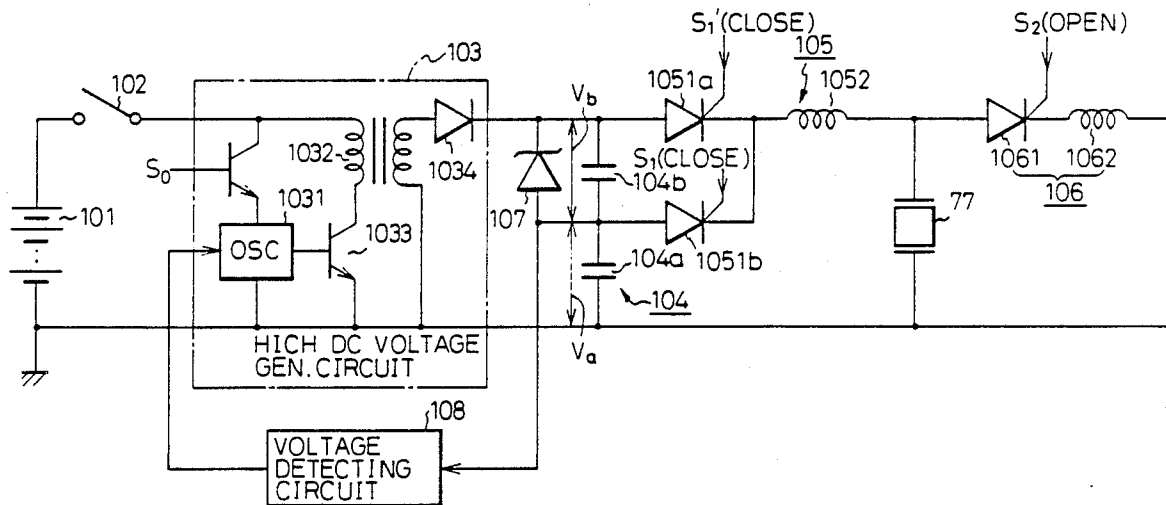 S₁'(CLOSE)
S₂(OPEN)
103
105
102
1051a
1052
Vb
1032
1034
S₁(CLOSE)
S₀
104b
1061
1062
1031
107
106
101
1033
77
OSC
104a
1051b
104
HICH DC VOLTAGE
GEN. CIRCUIT
Va
108
VOLTAGE
DETECTING
CIRCUIT